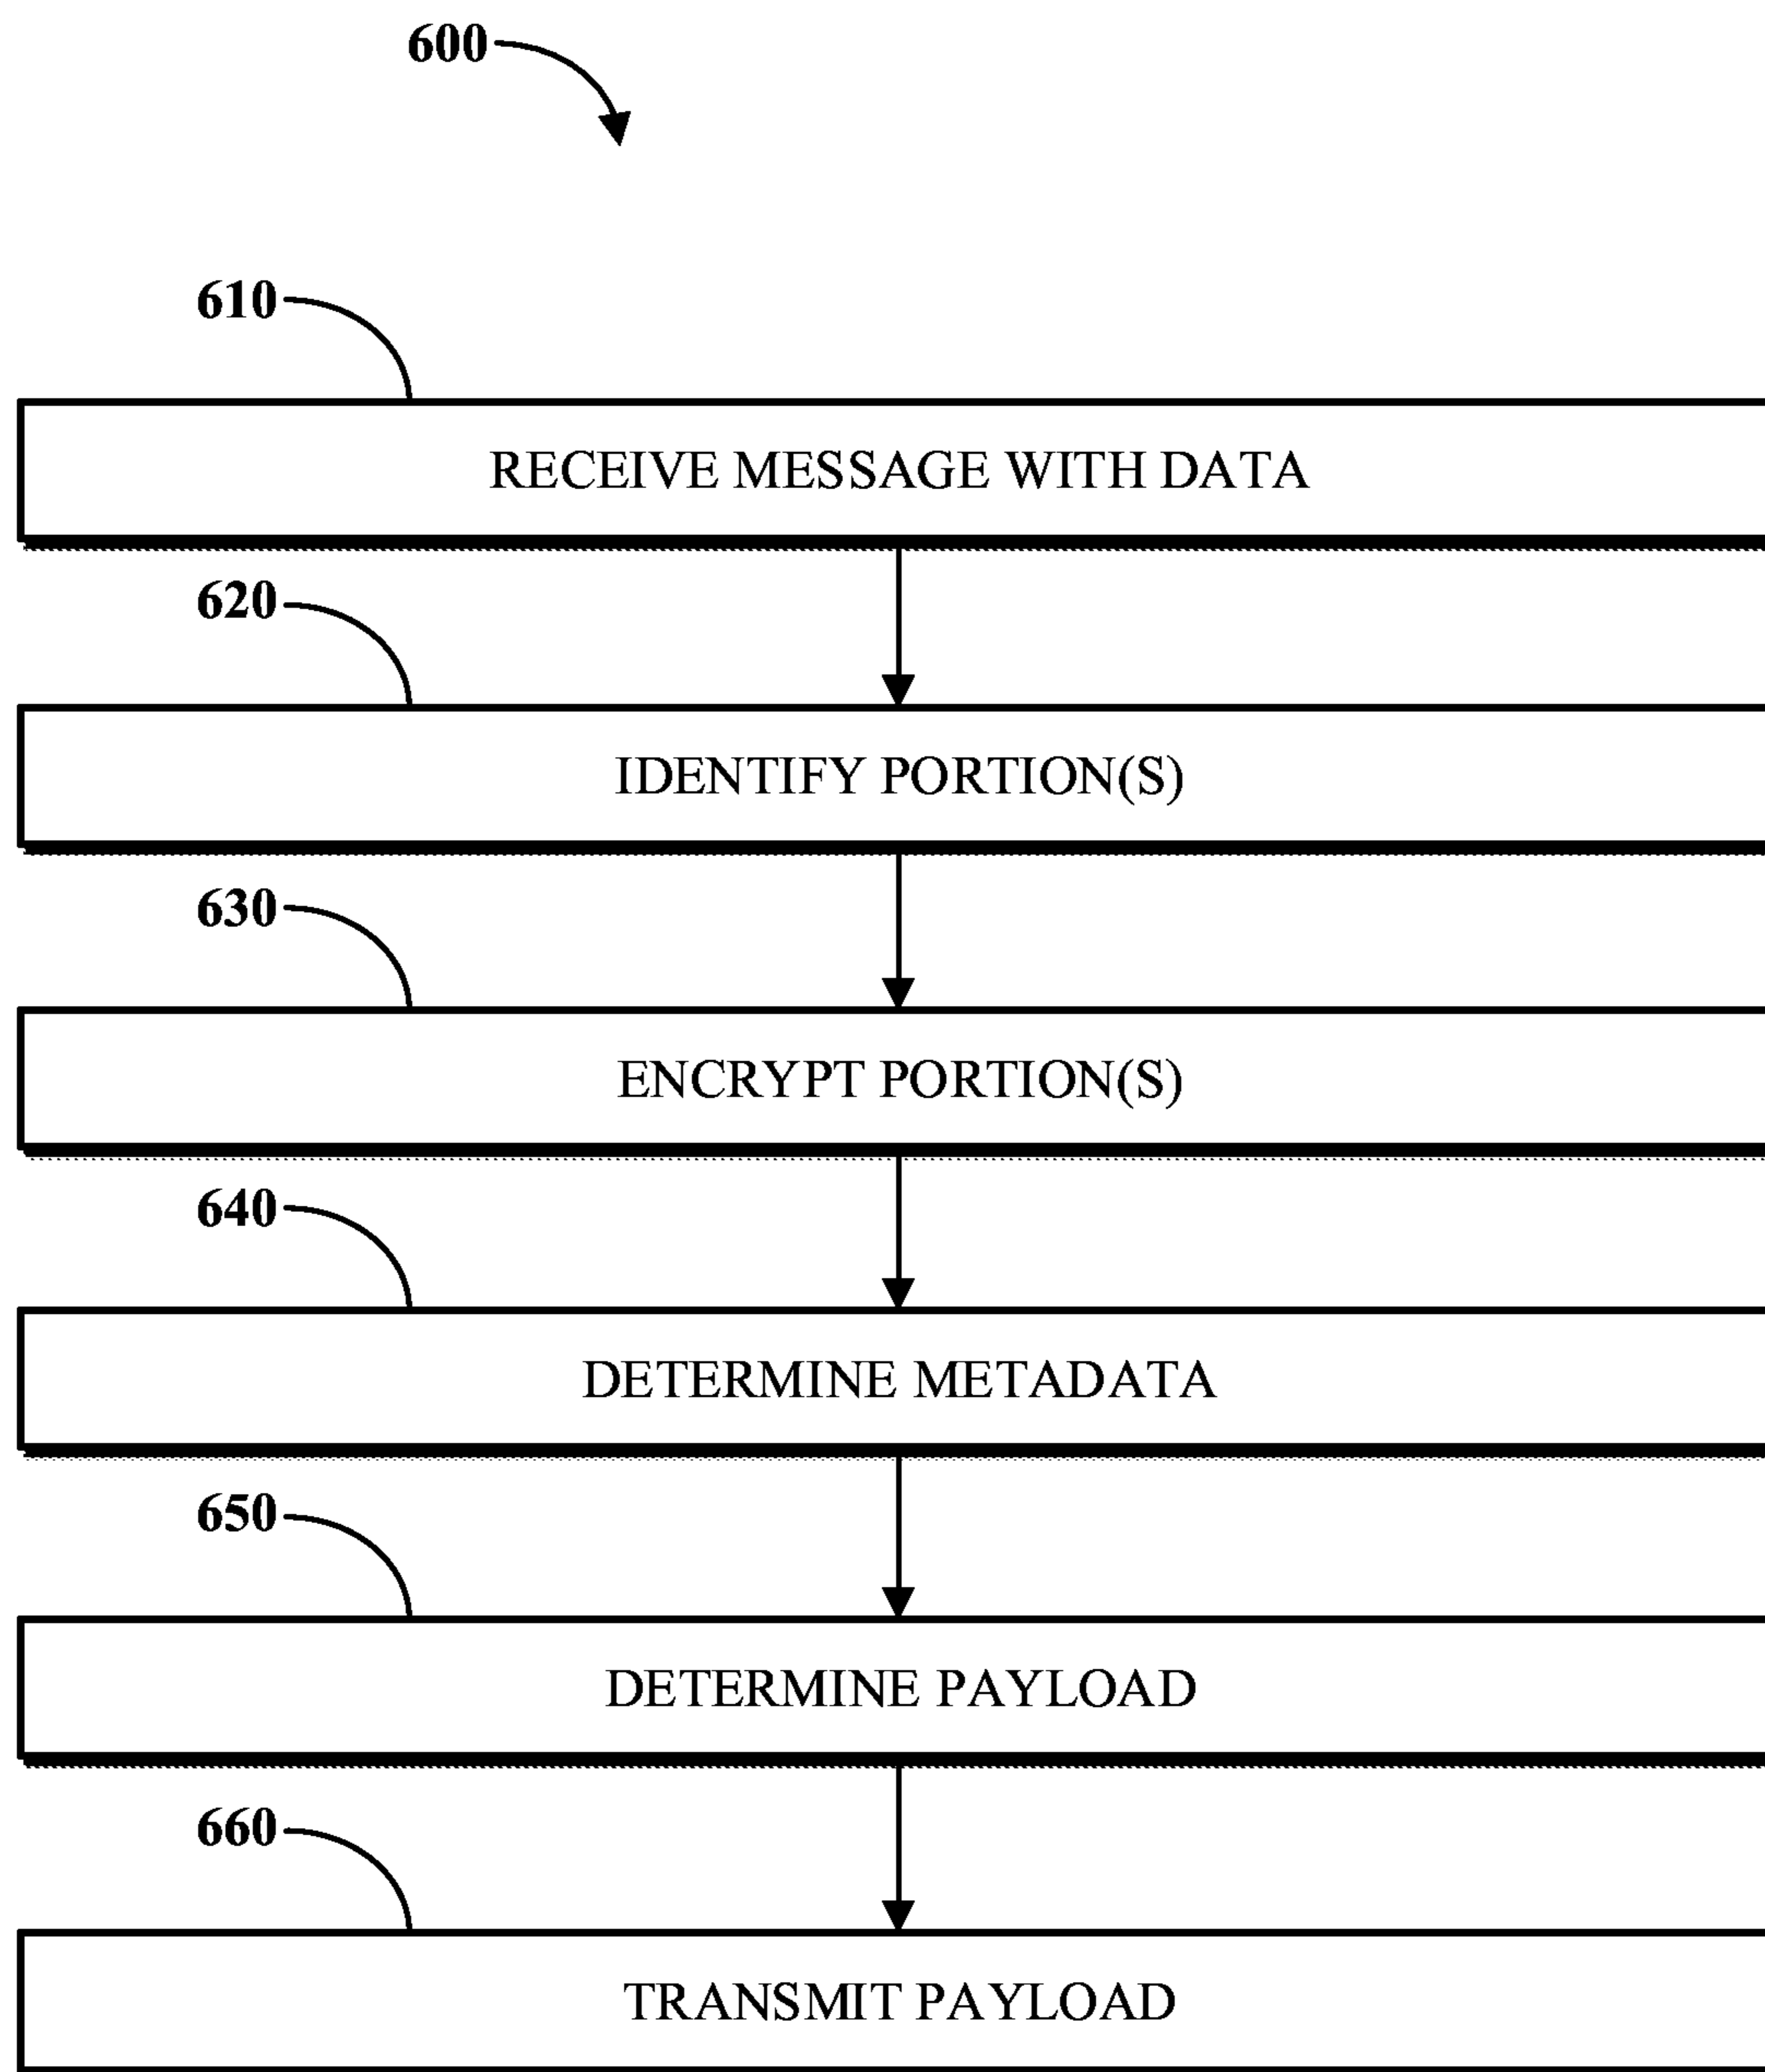 600
610
RECEIVE MESSAGE WITH DATA
620
IDENTIFY PORTION(S)
630
ENCRYPT PORTION(S)
640
DETERMINE METADATA
650
DETERMINE PAYLOAD
660
TRANSMIT PAYLOAD